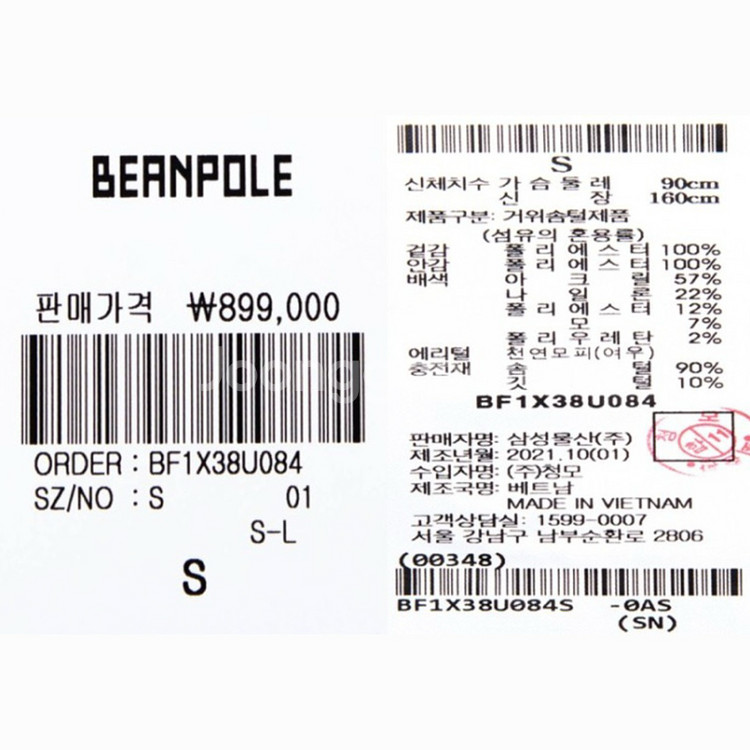 BEANPOLE
판매가격 ₩899,000
ORDER : BF1X38U084
SZ/NO : S 01
S-L
S
S
신체치수 가슴둘레 90cm
신장 160cm
제품구분: 거위솜털제품
(섬유의 혼용률)
겉감 폴리에스터 100%
안감 폴리에스터 100%
배색 아크릴 57%
나일론 22%
폴리에스터 12%
모 7%
폴리우레탄 2%
에리털 천연모피(여우)
충전재 솜털 90%
깃털 10%
BF1X38U084
판매자명: 삼성물산(주)
제조년월: 2021.10(01)
수입자명: (주)청모
제조국명: 베트남
MADE IN VIETNAM
고객상담실: 1599-0007
서울 강남구 남부순환로 2806
(00348)
BF1X38U084S -0AS
(SN)